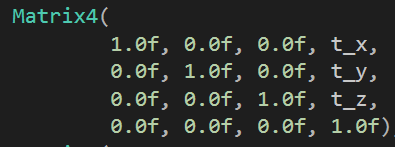 Matrix4(
1.0f, 0.0f, 0.0f, t_x,
0.0f, 1.0f, 0.0f, t_y,
0.0f, 0.0f, 1.0f, t_z,
0.0f, 0.0f, 0.0f, 1.0f)